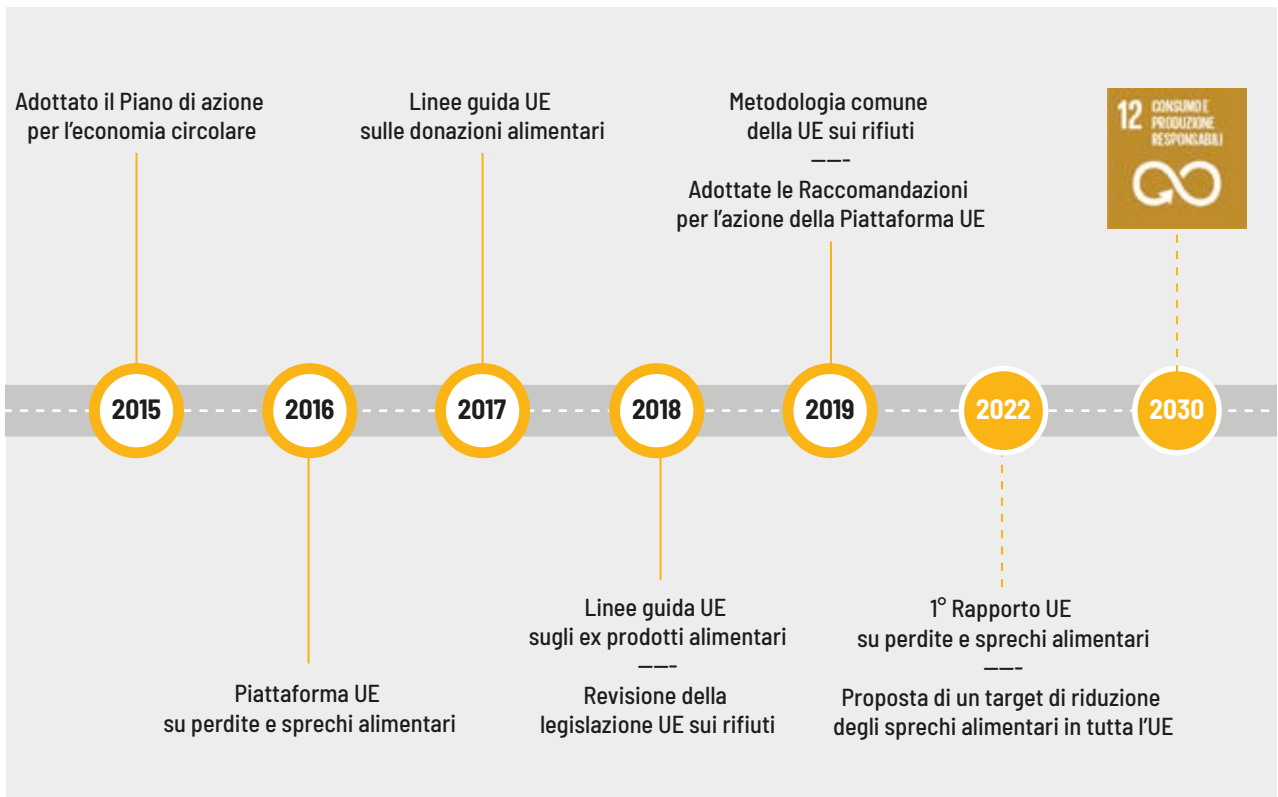 Adottato il Piano di azione
per l'economia circolare
Linee guida UE
sulle donazioni alimentari
Metodologia comune
della UE sui rifiuti
———-
Adottate le Raccomandazioni
per l'azione della Piattaforma UE
12 CONSUMO E
PRODUZIONE
RESPONSABILI
2015
2016
2017
2018
2019
2022
2030
Piattaforma UE
su perdite e sprechi alimentari
Linee guida UE
sugli ex prodotti alimentari
———-
Revisione della
legislazione UE sui rifiuti
1° Rapporto UE
su perdite e sprechi alimentari
———-
Proposta di un target di riduzione
degli sprechi alimentari in tutta l'UE